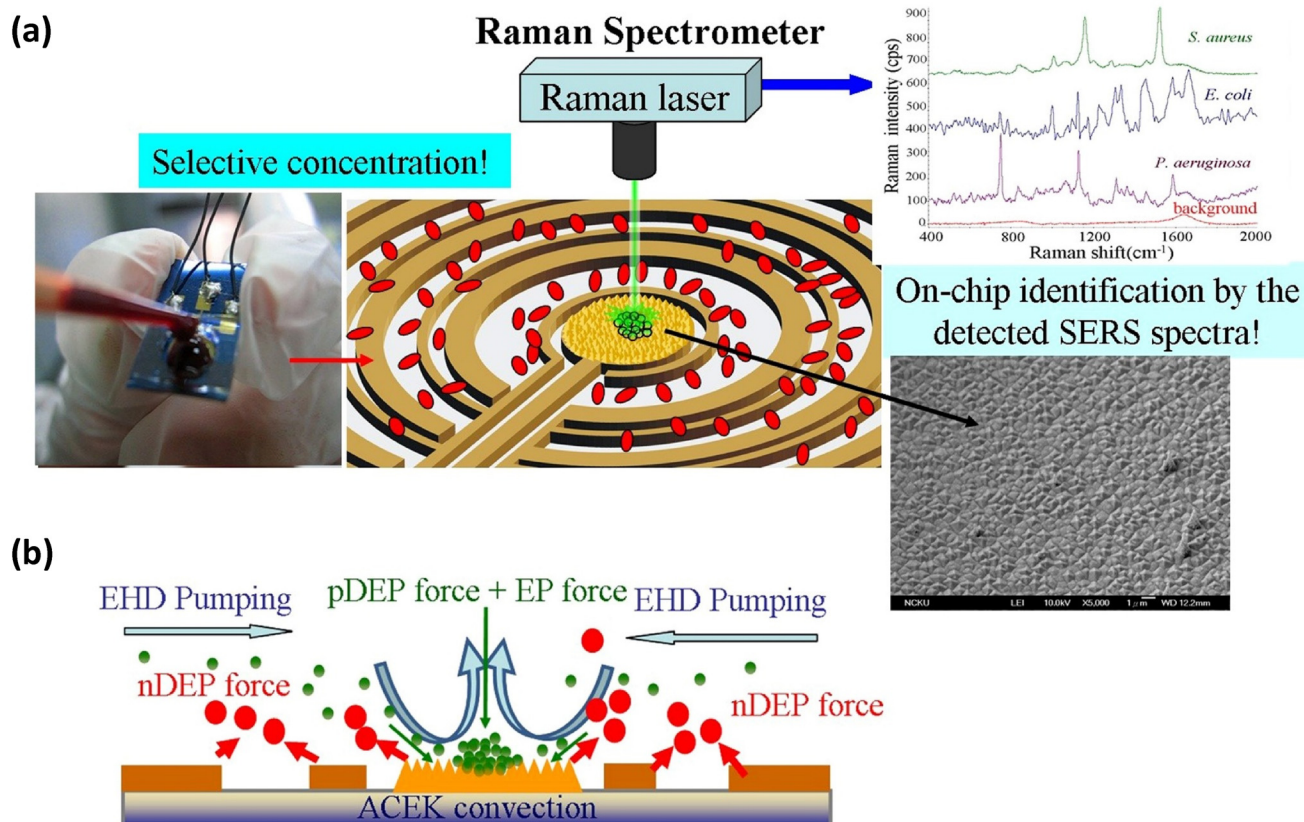 (a)
Raman Spectrometer
Raman laser
Selective concentration!
Raman intensity (cps)
900
800
700
600
500
400
300
200
100
0
S. aureus
E. coli
P. aeruginosa
background
400
800
1200
1600
2000
Raman shift(cm-1)
On-chip identification by the
detected SERS spectra!
NCKU LEI 10.0kV X5,000 1μm WD 12.2mm
(b)
EHD Pumping
pDEP force + EP force
EHD Pumping
nDEP force
nDEP force
ACEK convection